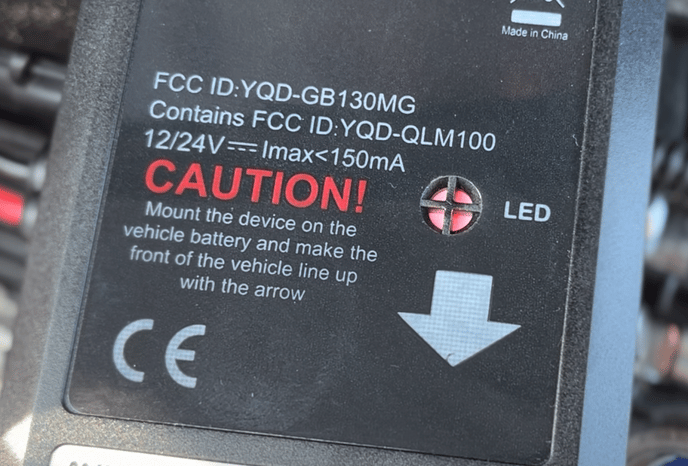 Made in China
FCC ID:YQD-GB130MG
Contains FCC ID:YQD-QLM100
12/24V⎓Imax<150mA
CAUTION!
LED
Mount the device on the
vehicle battery and make the
front of the vehicle line up
with the arrow
CE